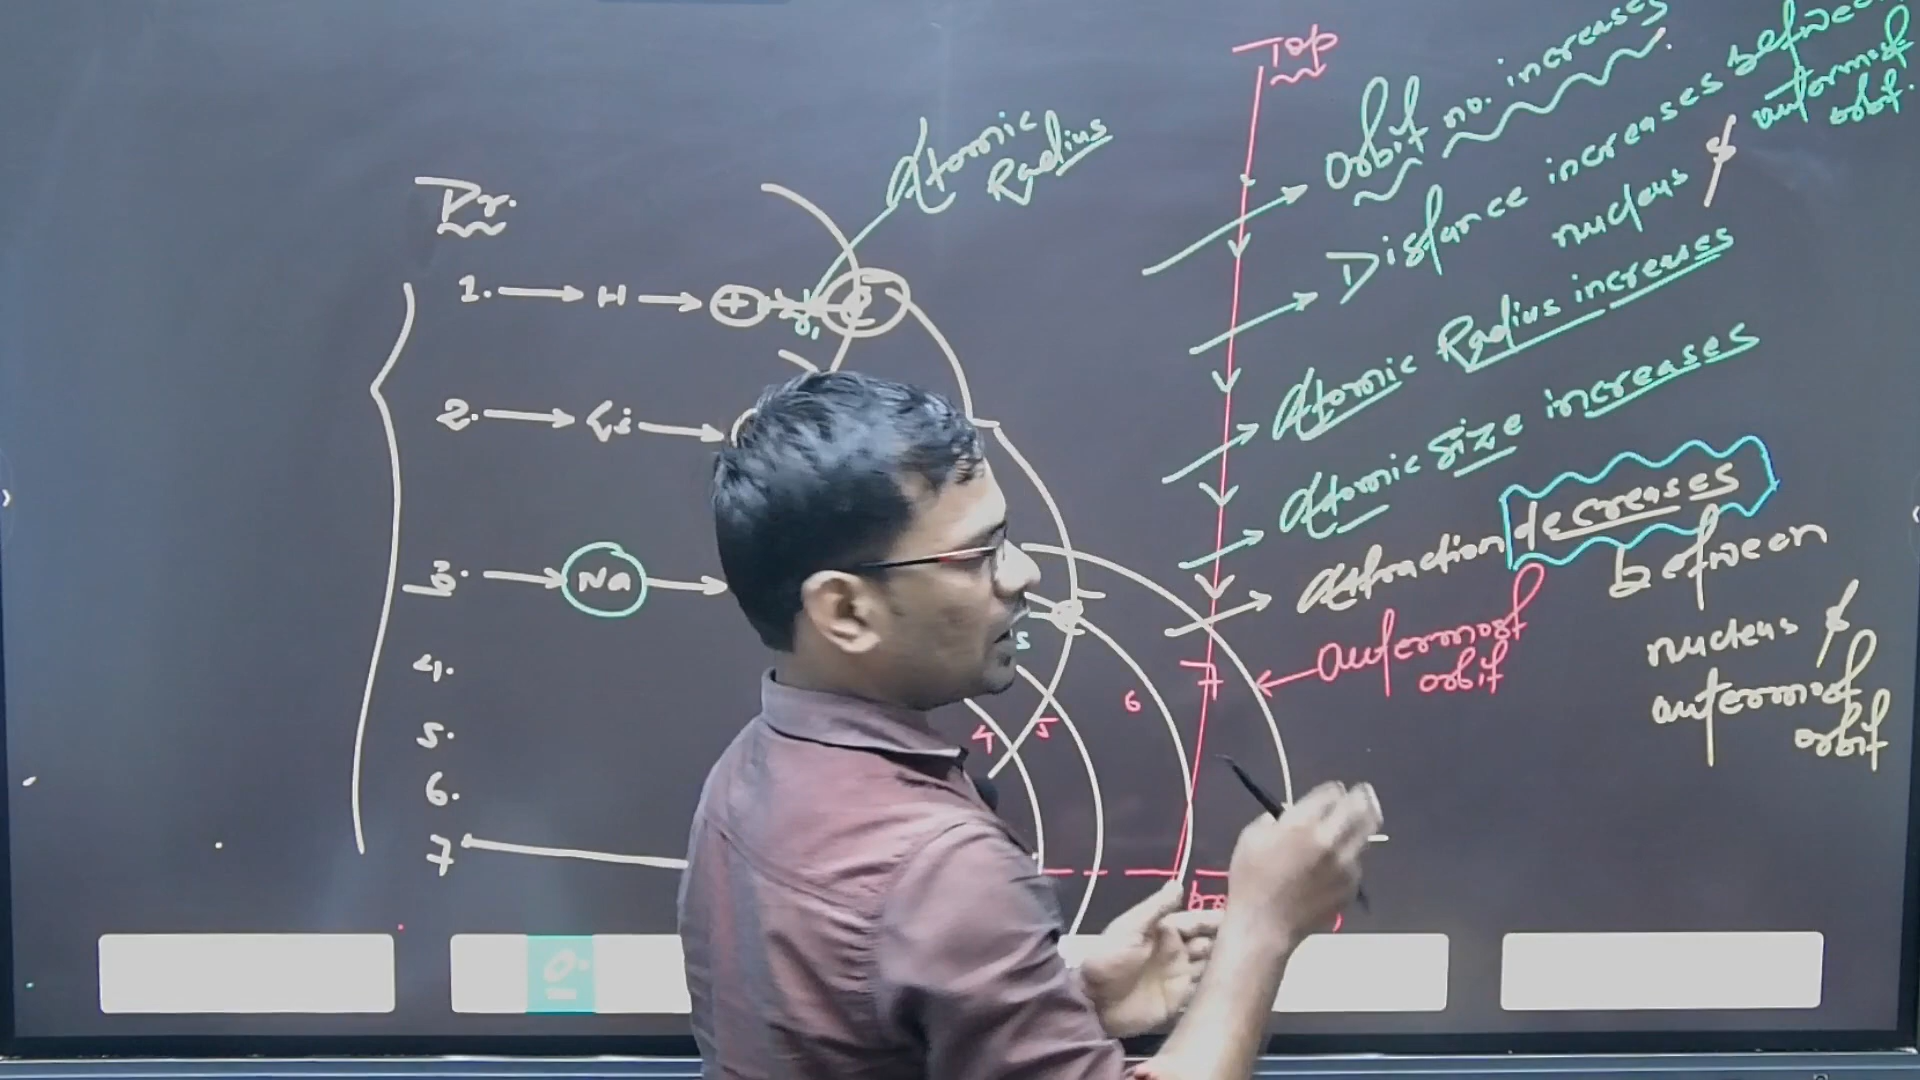 Top
Orbit no. increases
Distance increases between
nucleus &
outermost
orbit.
Atomic
Radius
Pr.
1. → H → + r₁ e
Atomic Radius increases
2. → Li →
Atomic Size increases
Attraction decreases
between
nucleus &
outermost
orbit
3. → Na →
outermost
orbit
4.
5.
6.
7
4 5 6 7